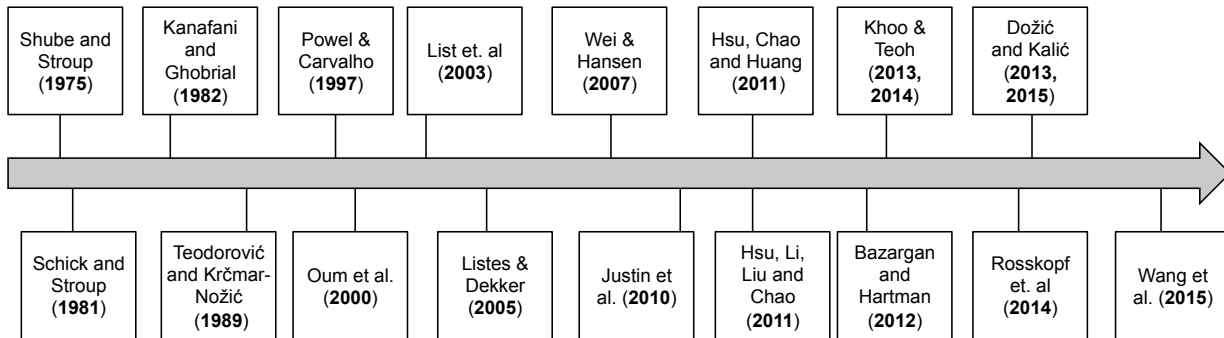 Shube and
Stroup
(1975)
Kanafani
and
Ghobrial
(1982)
Powel &
Carvalho
(1997)
List et. al
(2003)
Wei &
Hansen
(2007)
Hsu, Chao
and Huang
(2011)
Khoo &
Teoh
(2013,
2014)
Dožić
and Kalić
(2013,
2015)
Schick and
Stroup
(1981)
Teodorović
and Krčmar-
Nožić
(1989)
Oum et al.
(2000)
Listes &
Dekker
(2005)
Justin et
al. (2010)
Hsu, Li,
Liu and
Chao
(2011)
Bazargan
and
Hartman
(2012)
Rosskopf
et. al
(2014)
Wang et
al. (2015)